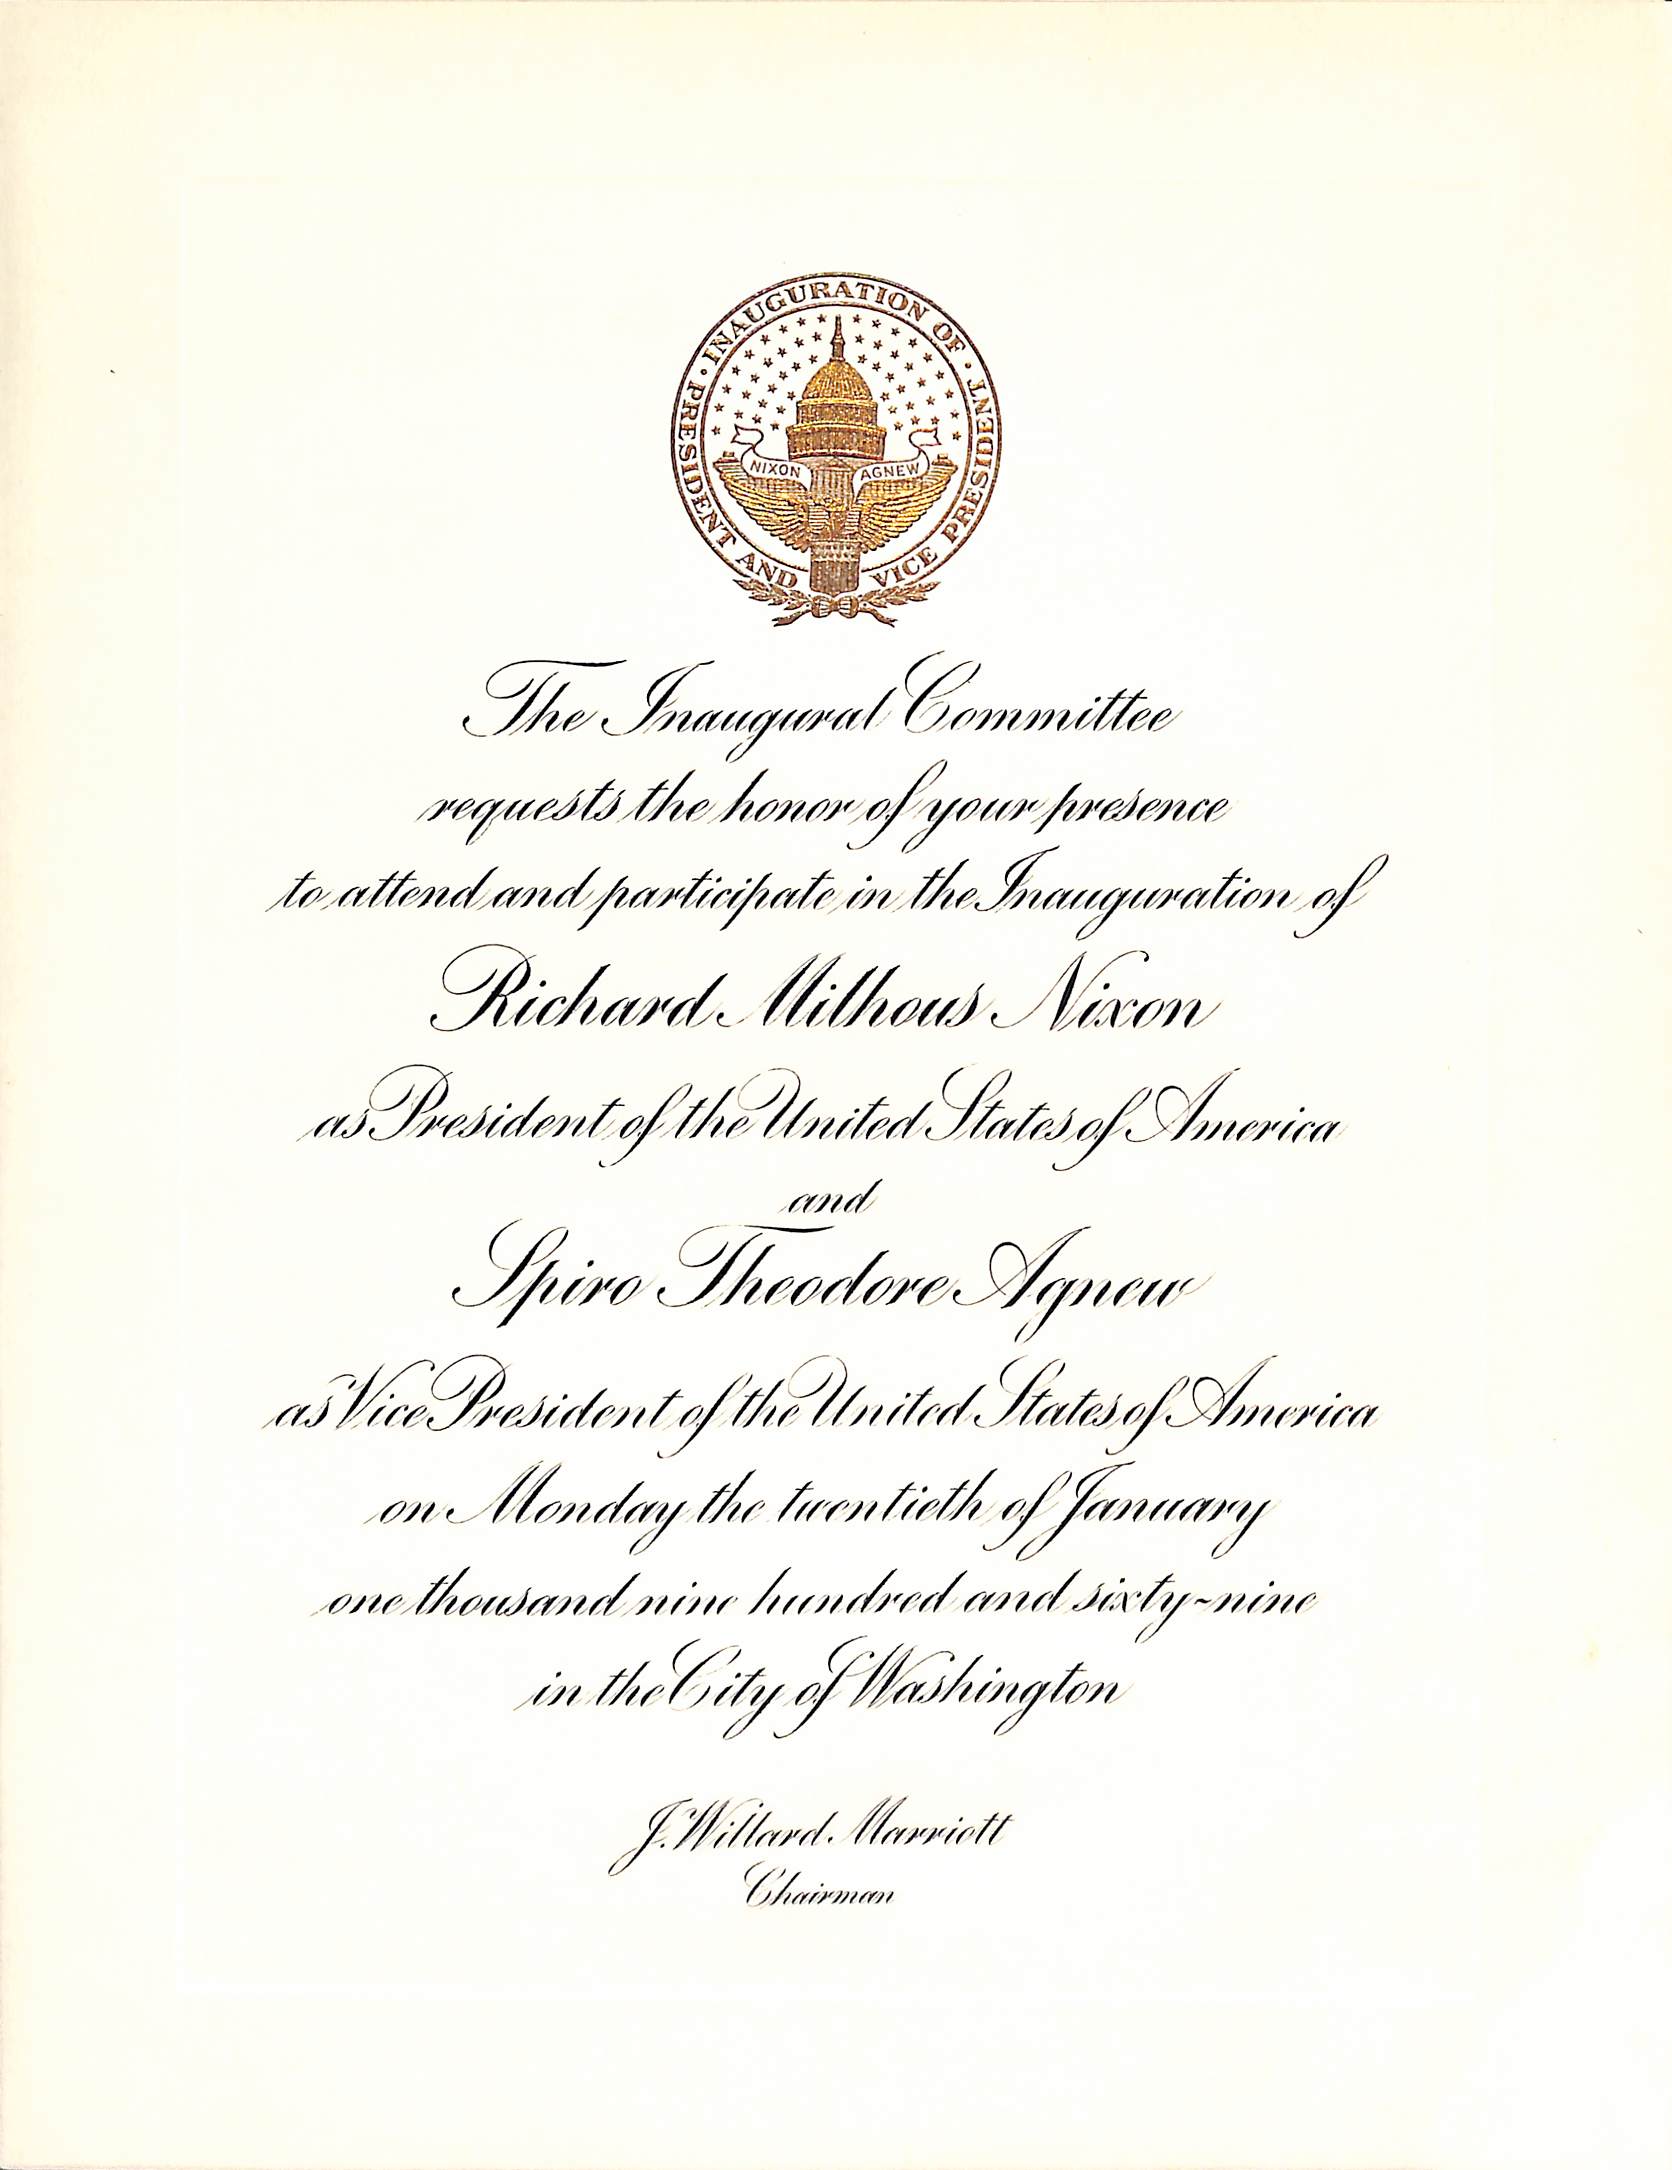 INAUGURATION OF
PRESIDENT AND VICE PRESIDENT
NIXON AGNEW
The Inaugural Committee
requests the honor of your presence
to attend and participate in the Inauguration of
Richard Milhous Nixon
as President of the United States of America
and
Spiro Theodore Agnew
as Vice President of the United States of America
on Monday the twentieth of January
one thousand nine hundred and sixty~nine
in the City of Washington
J. Willard Marriott
Chairman